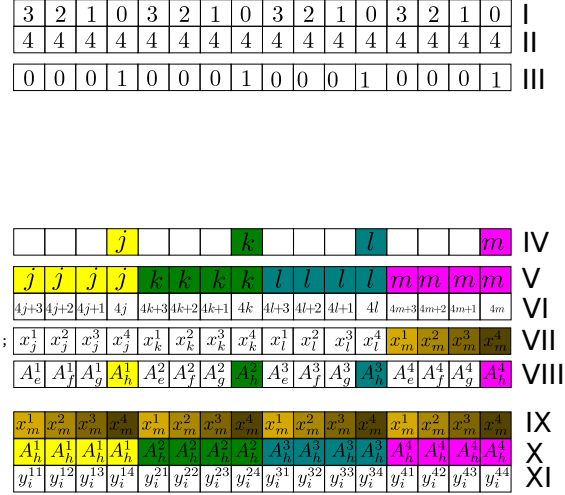 3 2 1 0 3 2 1 0 3 2 1 0 3 2 1 0 I
4 4 4 4 4 4 4 4 4 4 4 4 4 4 4 4 II
0 0 0 1 0 0 0 1 0 0 0 1 0 0 0 1 III
j k l m IV
j j j j k k k k l l l l m m m m V
4j+3 4j+2 4j+1 4j 4k+3 4k+2 4k+1 4k 4l+3 4l+2 4l+1 4l 4m+3 4m+2 4m+1 4m VI
; x_j^1 x_j^2 x_j^3 x_j^4 x_k^1 x_k^2 x_k^3 x_k^4 x_l^1 x_l^2 x_l^3 x_l^4 x_m^1 x_m^2 x_m^3 x_m^4 VII
A_e^1 A_f^1 A_g^1 A_h^1 A_e^2 A_f^2 A_g^2 A_h^2 A_e^3 A_f^3 A_g^3 A_h^3 A_e^4 A_f^4 A_g^4 A_h^4 VIII
x_m^1 x_m^2 x_m^3 x_m^4 x_m^1 x_m^2 x_m^3 x_m^4 x_m^1 x_m^2 x_m^3 x_m^4 x_m^1 x_m^2 x_m^3 x_m^4 IX
A_h^1 A_h^1 A_h^1 A_h^1 A_h^2 A_h^2 A_h^2 A_h^2 A_h^3 A_h^3 A_h^3 A_h^3 A_h^4 A_h^4 A_h^4 A_h^4 X
y_i^11 y_i^12 y_i^13 y_i^14 y_i^21 y_i^22 y_i^23 y_i^24 y_i^31 y_i^32 y_i^33 y_i^34 y_i^41 y_i^42 y_i^43 y_i^44 XI